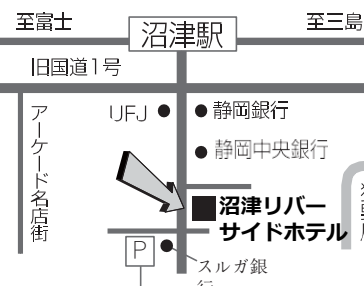 至富士
沼津駅
至三島
旧国道1号
UFJ
静岡銀行
静岡中央銀行
アーケード名店街
沼津リバー
サイドホテル
P
スルガ銀
行